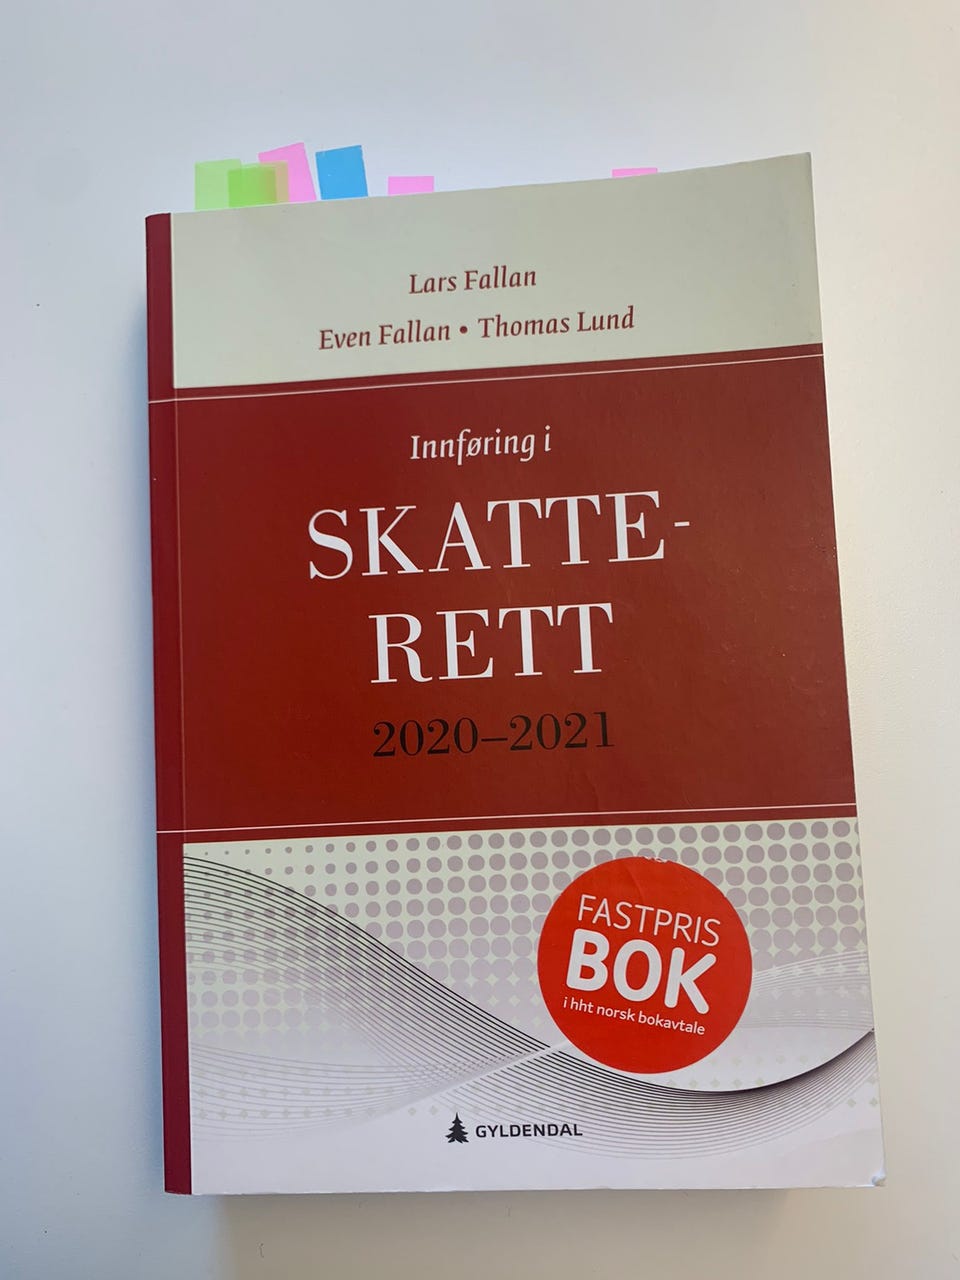 Lars Fallan
Even Fallan • Thomas Lund
Innføring i
SKATTE-
RETT
2020–2021
FASTPRIS
BOK
i hht norsk bokavtale
GYLDENDAL